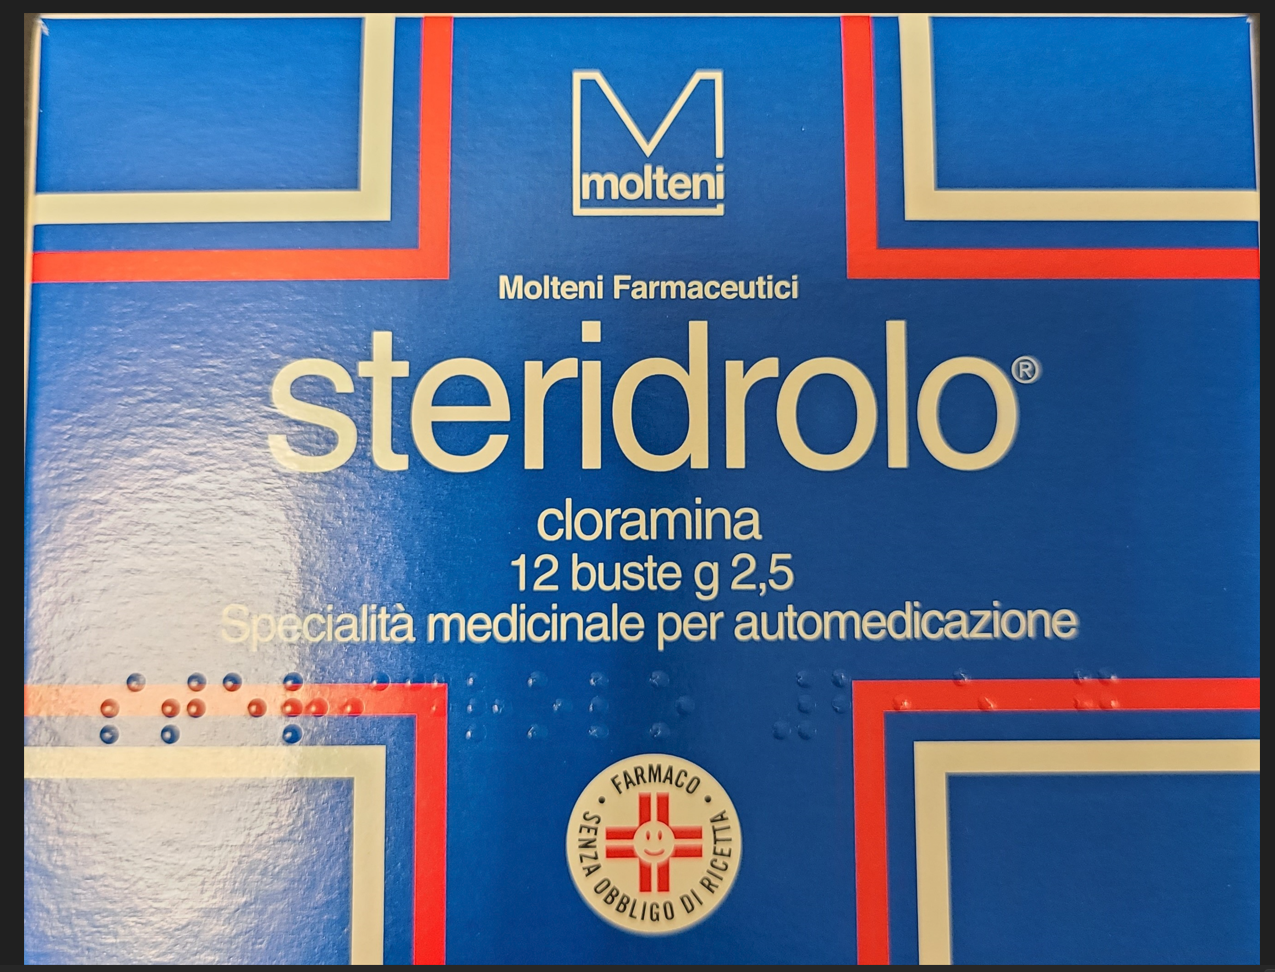 molteni
Molteni Farmaceutici
steridrolo®
cloramina
12 buste g 2,5
Specialità medicinale per automedicazione
⠎⠞⠑⠗⠊⠙⠗⠕⠇⠕
• FARMACO •
SENZA OBBLIGO DI RICETTA